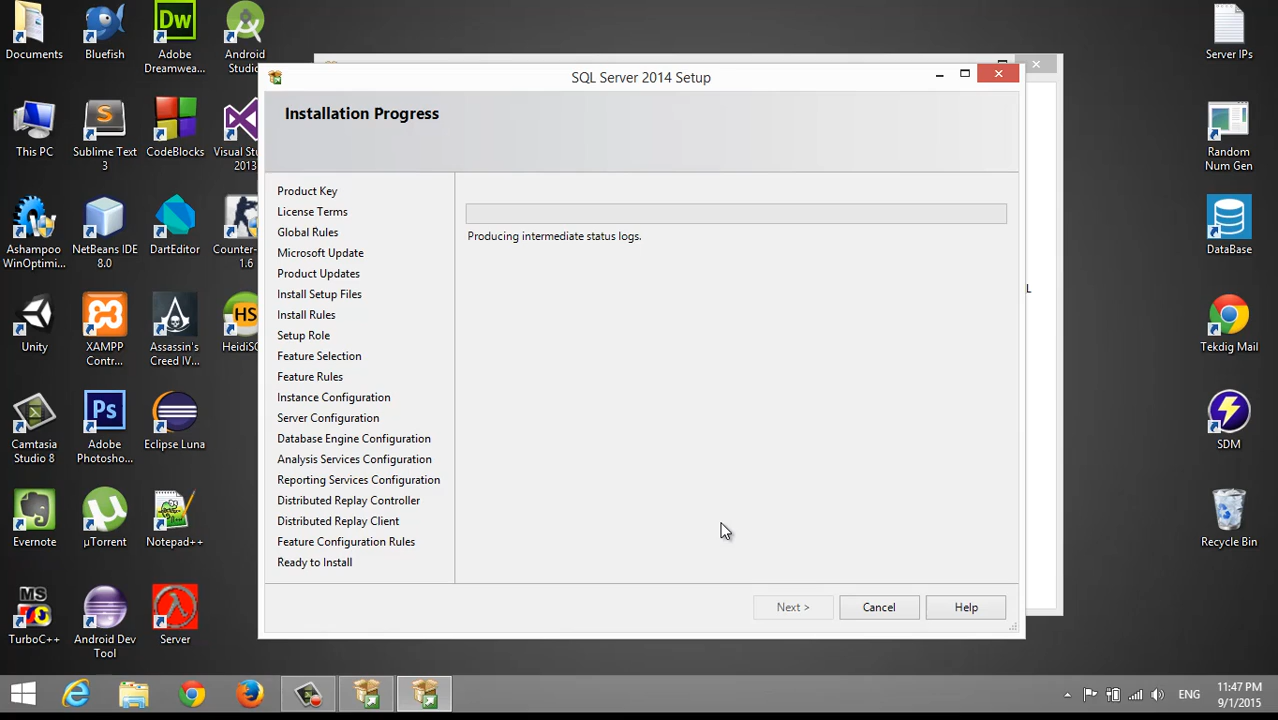 Documents
Bluefish
Adobe
Dreamwea...
Android
Studio
Server IPs
SQL Server 2014 Setup
Installation Progress
This PC
Sublime Text
3
CodeBlocks
Visual Stu
2013
Random
Num Gen
Product Key
License Terms
Global Rules
Microsoft Update
Product Updates
Install Setup Files
Install Rules
Setup Role
Feature Selection
Feature Rules
Instance Configuration
Server Configuration
Database Engine Configuration
Analysis Services Configuration
Reporting Services Configuration
Distributed Replay Controller
Distributed Replay Client
Feature Configuration Rules
Ready to Install
Producing intermediate status logs.
Next >
Cancel
Help
L
Ashampoo
WinOptimi...
NetBeans IDE
8.0
DartEditor
Counter-
1.6
DataBase
Unity
XAMPP
Contr...
Assassin's
Creed IV...
HeidiSQ
HS
Tekdig Mail
Camtasia
Studio 8
Adobe
Photosho...
Eclipse Luna
SDM
Evernote
µTorrent
Notepad++
Recycle Bin
TurboC++
Android Dev
Tool
Server
Dw
S
Ps
MS
ENG
11:47 PM
9/1/2015